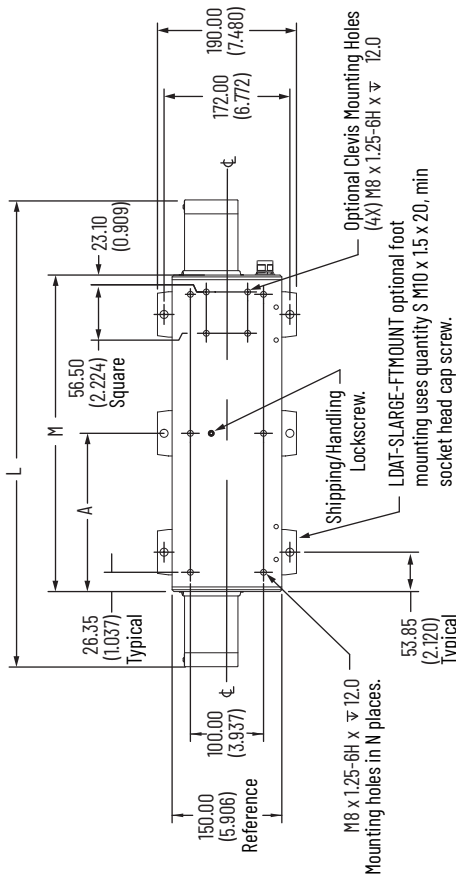 L
M
A
190.00
(7.480)
172.00
(6.772)
23.10
(0.909)
56.50
(2.224)
Square
26.35
(1.037)
Typical
150.00
(5.906)
Reference
100.00
(3.937)
℄
℄
Optional Clevis Mounting Holes
(4X) M8 x 1.25-6H x ↧ 12.0
Shipping/Handling
Lockscrew.
LDAT-SLARGE-FTMOUNT optional foot
mounting uses quantity S M10 x 1.5 x 20, min
socket head cap screw.
53.85
(2.120)
Typical
M8 x 1.25-6H x ↧ 12.0
Mounting holes in N places.